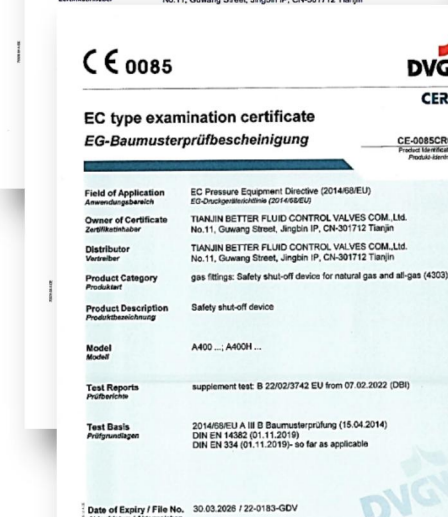 No.11, Guwang Street, Jingbin IP, CN-301712 Tianjin
CE 0085
DVG
CER
EC type examination certificate
EG-Baumusterprüfbescheinigung
CE-0085CR
Field of Application EC Pressure Equipment Directive (2014/68/EU)
Anwendungsbereich EG-Druckgeräterichtlinie (2014/68/EU)
Owner of Certificate TIANJIN BETTER FLUID CONTROL VALVES COM.,Ltd.
Zertifikatinhaber No.11, Guwang Street, Jingbin IP, CN-301712 Tianjin
Distributor TIANJIN BETTER FLUID CONTROL VALVES COM.,Ltd.
Vertreiber No.11, Guwang Street, Jingbin IP, CN-301712 Tianjin
Product Category gas fittings: Safety shut-off device for natural gas and all-gas (4303)
Produktart
Product Description Safety shut-off device
Produktbezeichnung
Model A400 ...; A400H ...
Modell
Test Reports supplement test: B 22/02/3742 EU from 07.02.2022 (DBI)
Prüfberichte
Test Basis 2014/68/EU A III B Baumusterprüfung (15.04.2014)
Prüfgrundlagen DIN EN 14382 (01.11.2019)
DIN EN 334 (01.11.2019)- so far as applicable
DVGW
Date of Expiry / File No. 30.03.2026 / 22-0183-GDV